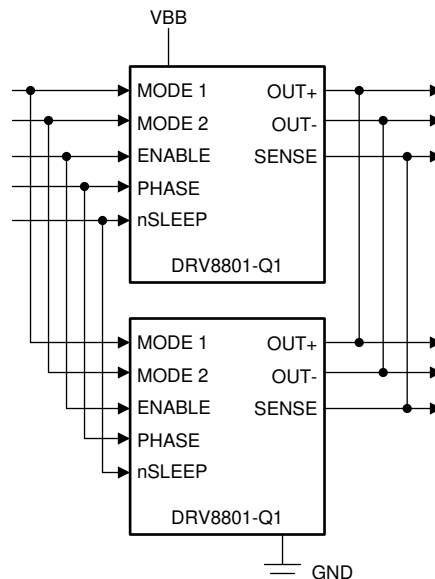 VBB
MODE 1 OUT+
MODE 2 OUT-
ENABLE SENSE
PHASE
nSLEEP
DRV8801-Q1
MODE 1 OUT+
MODE 2 OUT-
ENABLE SENSE
PHASE
nSLEEP
DRV8801-Q1
GND